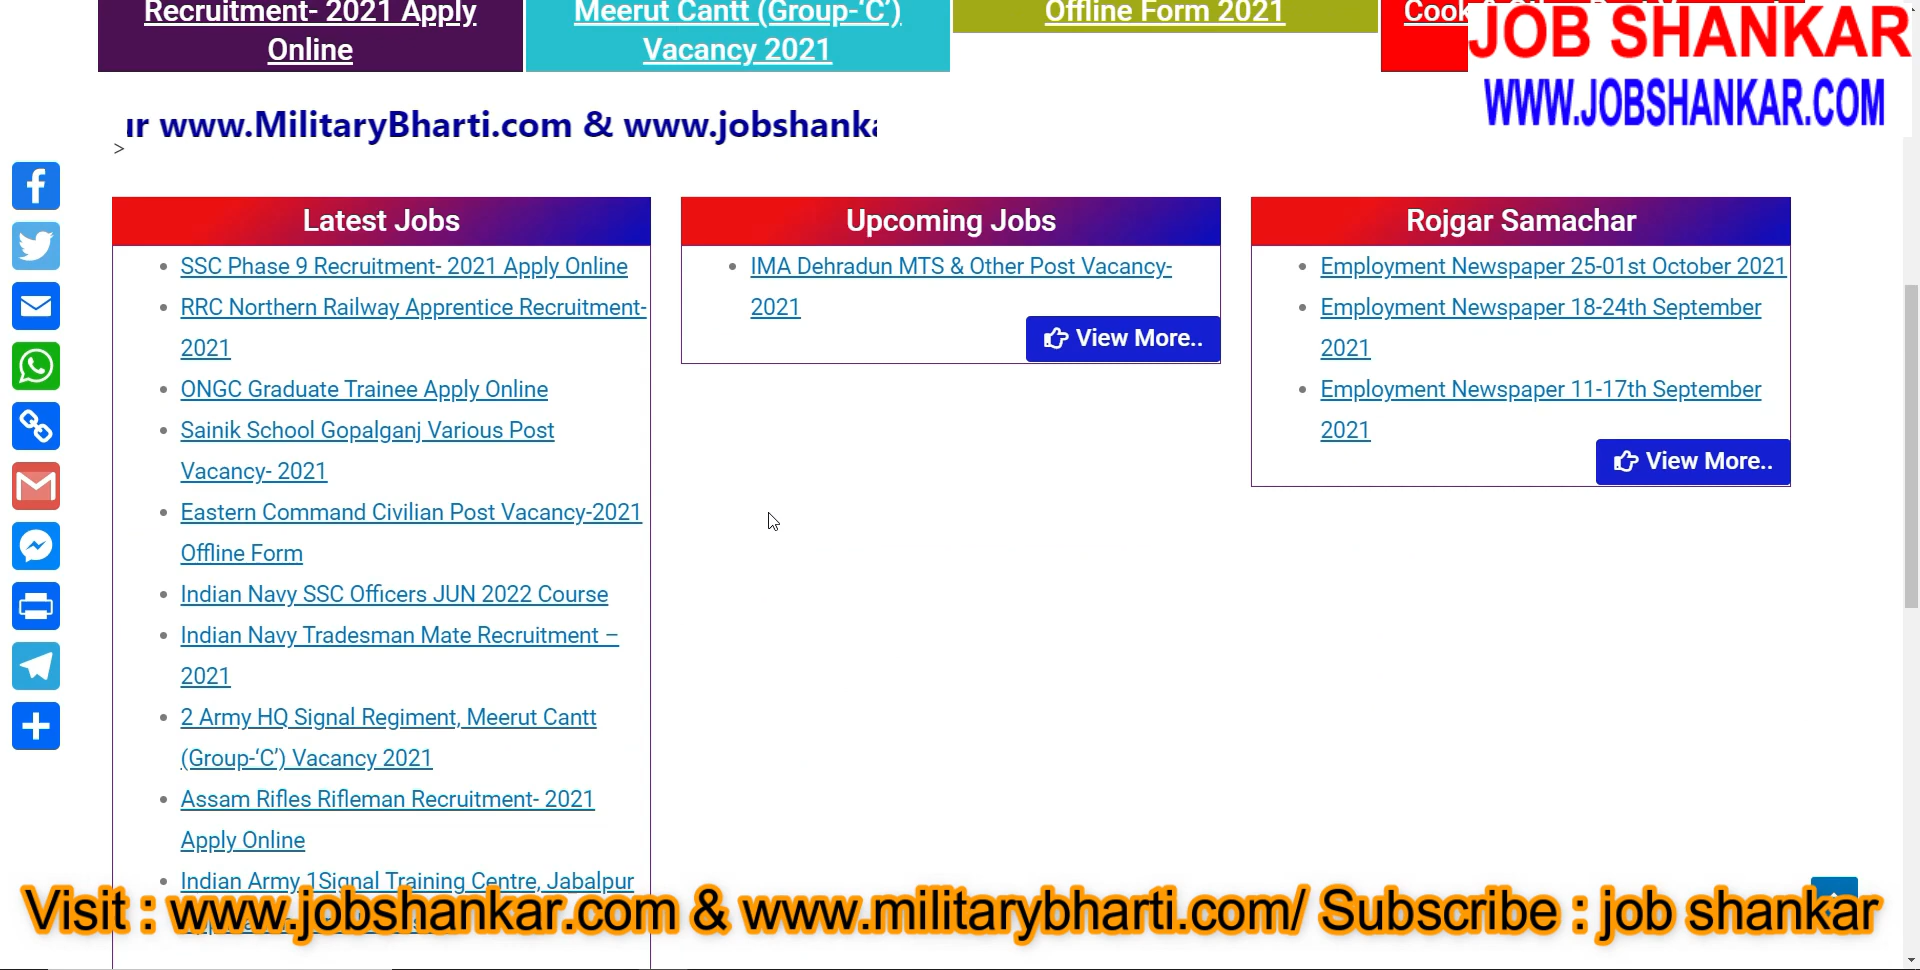 Recruitment- 2021 Apply
Online
Meerut Cantt (Group-‘C’)
Vacancy 2021
Offline Form 2021
JOB SHANKAR
WWW.JOBSHANKAR.COM
www.MilitaryBharti.com &
>
Latest Jobs
SSC Phase 9 Recruitment- 2021 Apply Online
RRC Northern Railway Apprentice Recruitment-
2021
ONGC Graduate Trainee Apply Online
Sainik School Gopalganj Various Post
Vacancy- 2021
Eastern Command Civilian Post Vacancy-2021
Offline Form
Indian Navy SSC Officers JUN 2022 Course
Indian Navy Tradesman Mate Recruitment –
2021
2 Army HQ Signal Regiment, Meerut Cantt
(Group-‘C’) Vacancy 2021
Assam Rifles Rifleman Recruitment- 2021
Apply Online
Indian Army 1Signal Training Centre, Jabalpur
Upcoming Jobs
IMA Dehradun MTS & Other Post Vacancy-
2021
View More..
Rojgar Samachar
Employment Newspaper 25-01st October 2021
Employment Newspaper 18-24th September
2021
Employment Newspaper 11-17th September
2021
View More..
Visit : www.jobshankar.com & www.militarybharti.com/ Subscribe : job shankar